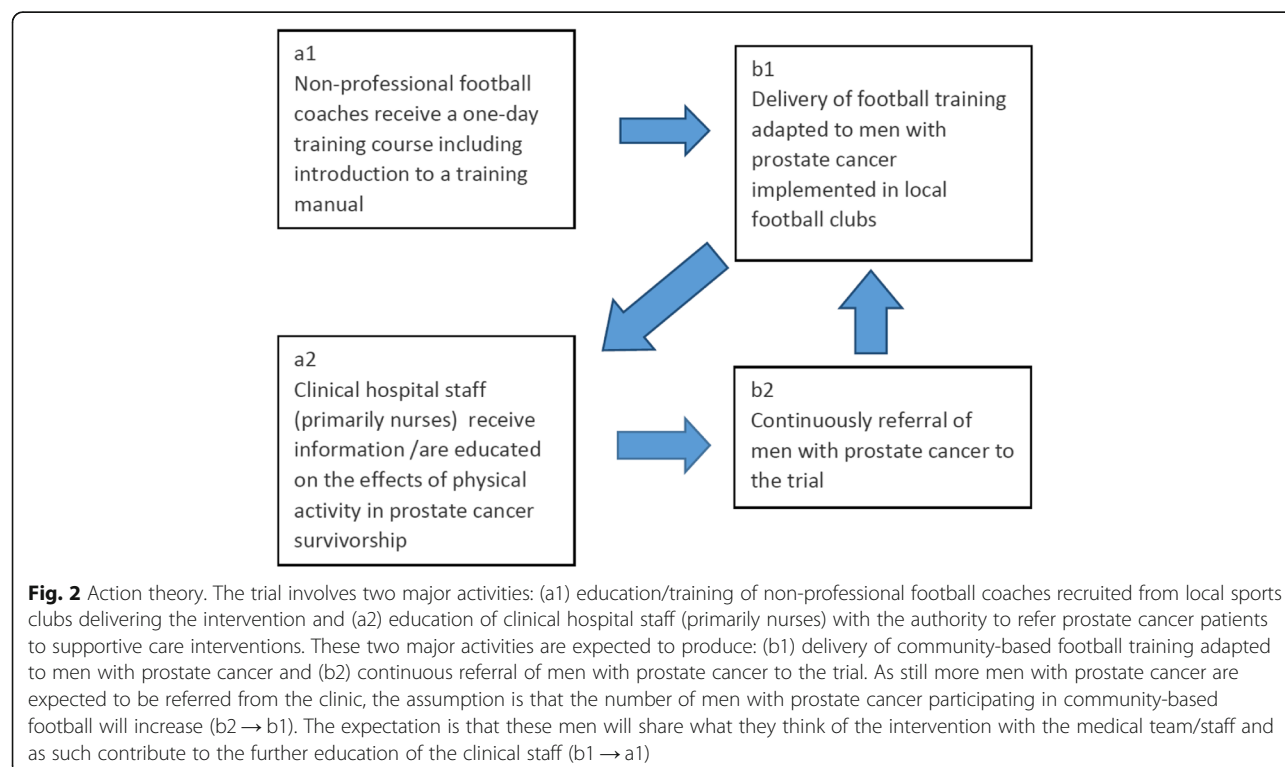 a1
Non-professional football
coaches receive a one-day
training course including
introduction to a training
manual
b1
Delivery of football training
adapted to men with
prostate cancer
implemented in local
football clubs
a2
Clinical hospital staff
(primarily nurses) receive
information /are educated
on the effects of physical
activity in prostate cancer
survivorship
b2
Continuously referral of
men with prostate cancer to
the trial
Fig. 2 Action theory. The trial involves two major activities: (a1) education/training of non-professional football coaches recruited from local sports
clubs delivering the intervention and (a2) education of clinical hospital staff (primarily nurses) with the authority to refer prostate cancer patients
to supportive care interventions. These two major activities are expected to produce: (b1) delivery of community-based football training adapted
to men with prostate cancer and (b2) continuous referral of men with prostate cancer to the trial. As still more men with prostate cancer are
expected to be referred from the clinic, the assumption is that the number of men with prostate cancer participating in community-based
football will increase (b2 → b1). The expectation is that these men will share what they think of the intervention with the medical team/staff and
as such contribute to the further education of the clinical staff (b1 → a1)